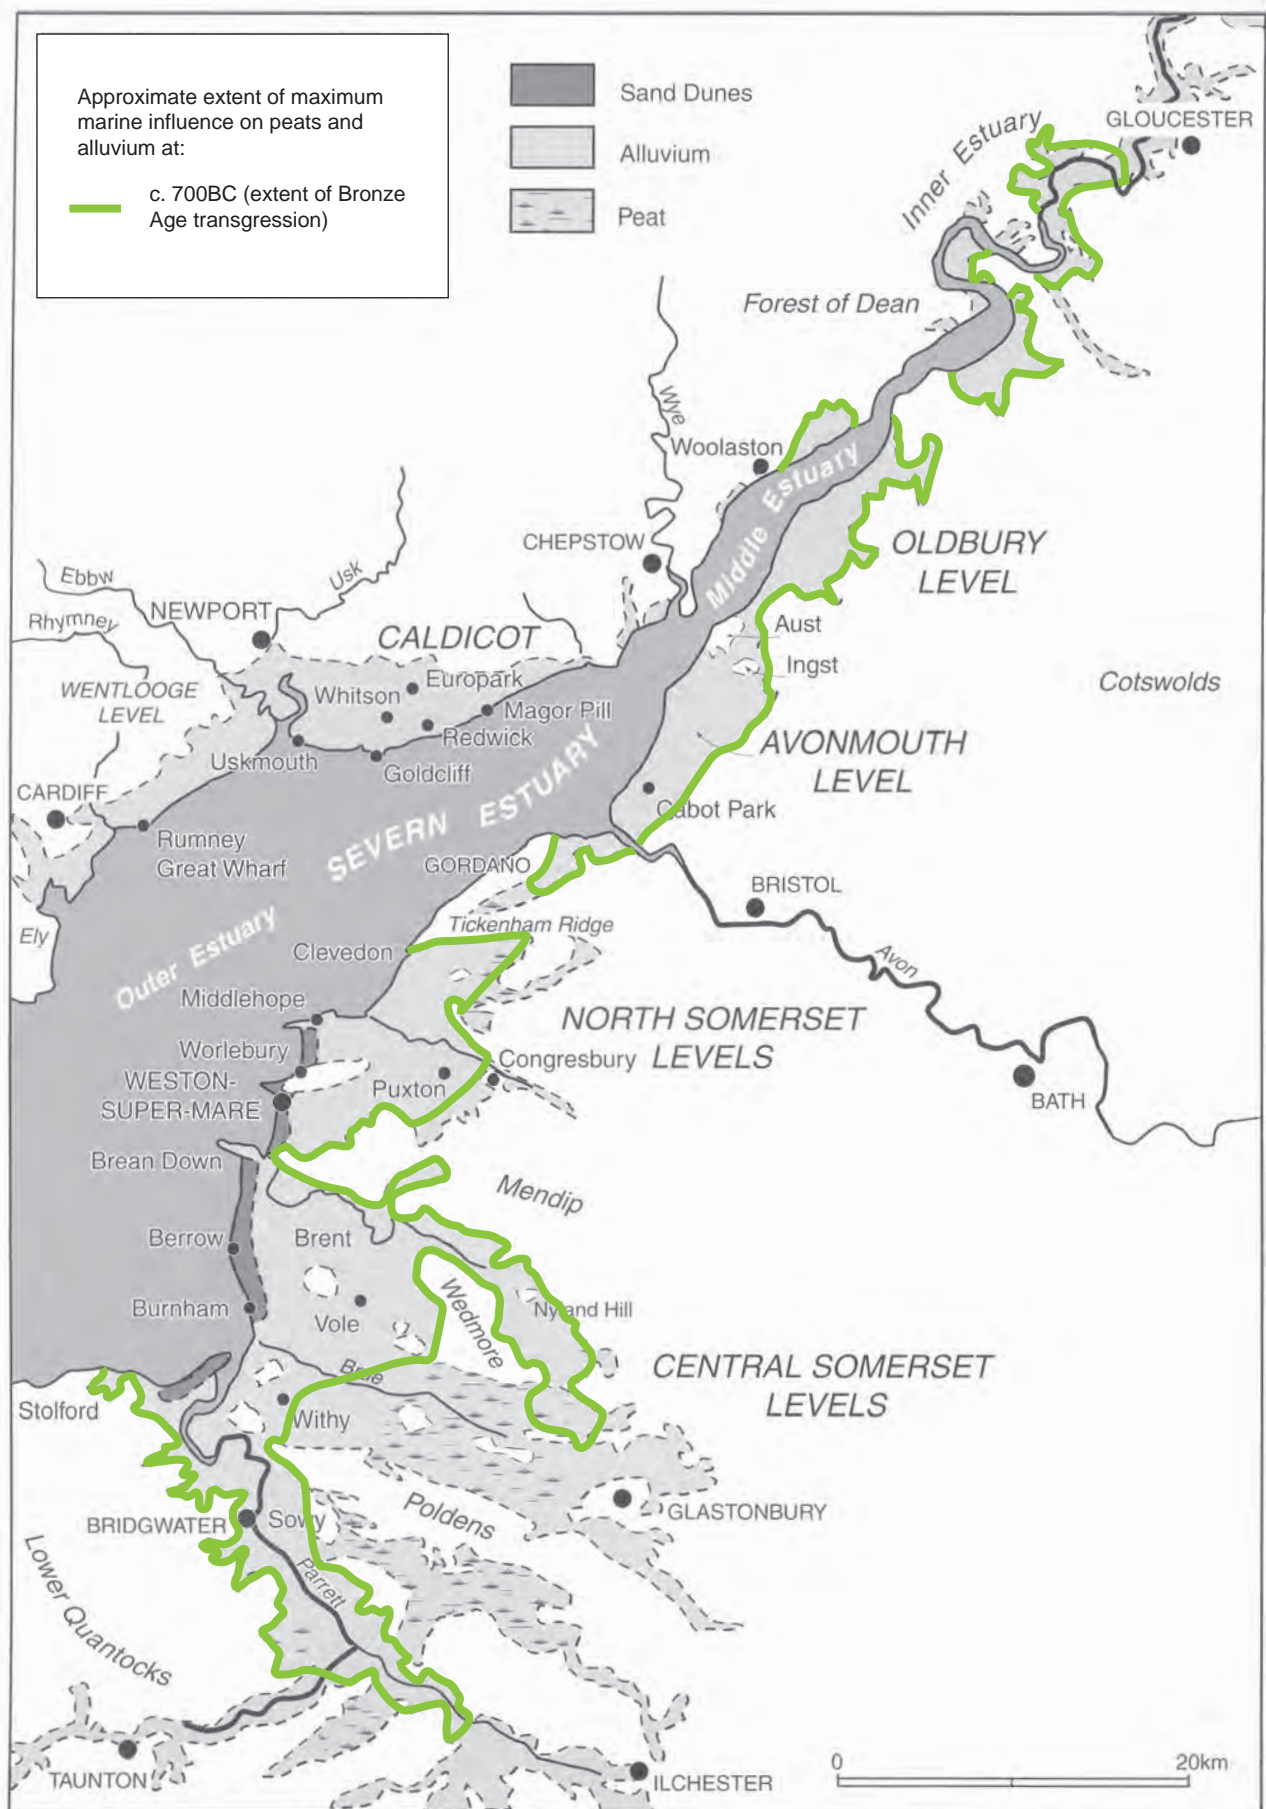 Approximate extent of maximum
marine influence on peats and
alluvium at:
c. 700BC (extent of Bronze
Age transgression)
Sand Dunes
Alluvium
Peat
GLOUCESTER
Inner Estuary
Forest of Dean
Wye
Woolaston
Middle Estuary
OLDBURY
LEVEL
CHEPSTOW
Ebbw
Usk
Rhymney
NEWPORT
CALDICOT
Aust
Ingst
Cotswolds
WENTLOOGE
LEVEL
Europark
Whitson
Magor Pill
Redwick
Uskmouth
Goldcliff
AVONMOUTH
LEVEL
Cabot Park
CARDIFF
SEVERN ESTUARY
Rumney
Great Wharf
GORDANO
BRISTOL
Ely
Outer Estuary
Tickenham Ridge
Clevedon
Avon
Middlehope
NORTH SOMERSET
LEVELS
Worlebury
Congresbury
WESTON-
SUPER-MARE
Puxton
BATH
Brean Down
Mendip
Berrow
Brent
Wedmore
Burnham
Vole
Nyland Hill
Brue
CENTRAL SOMERSET
LEVELS
Stolford
Withy
Poldens
GLASTONBURY
BRIDGWATER
Sowy
Parrett
Lower Quantocks
TAUNTON
ILCHESTER
0
20km